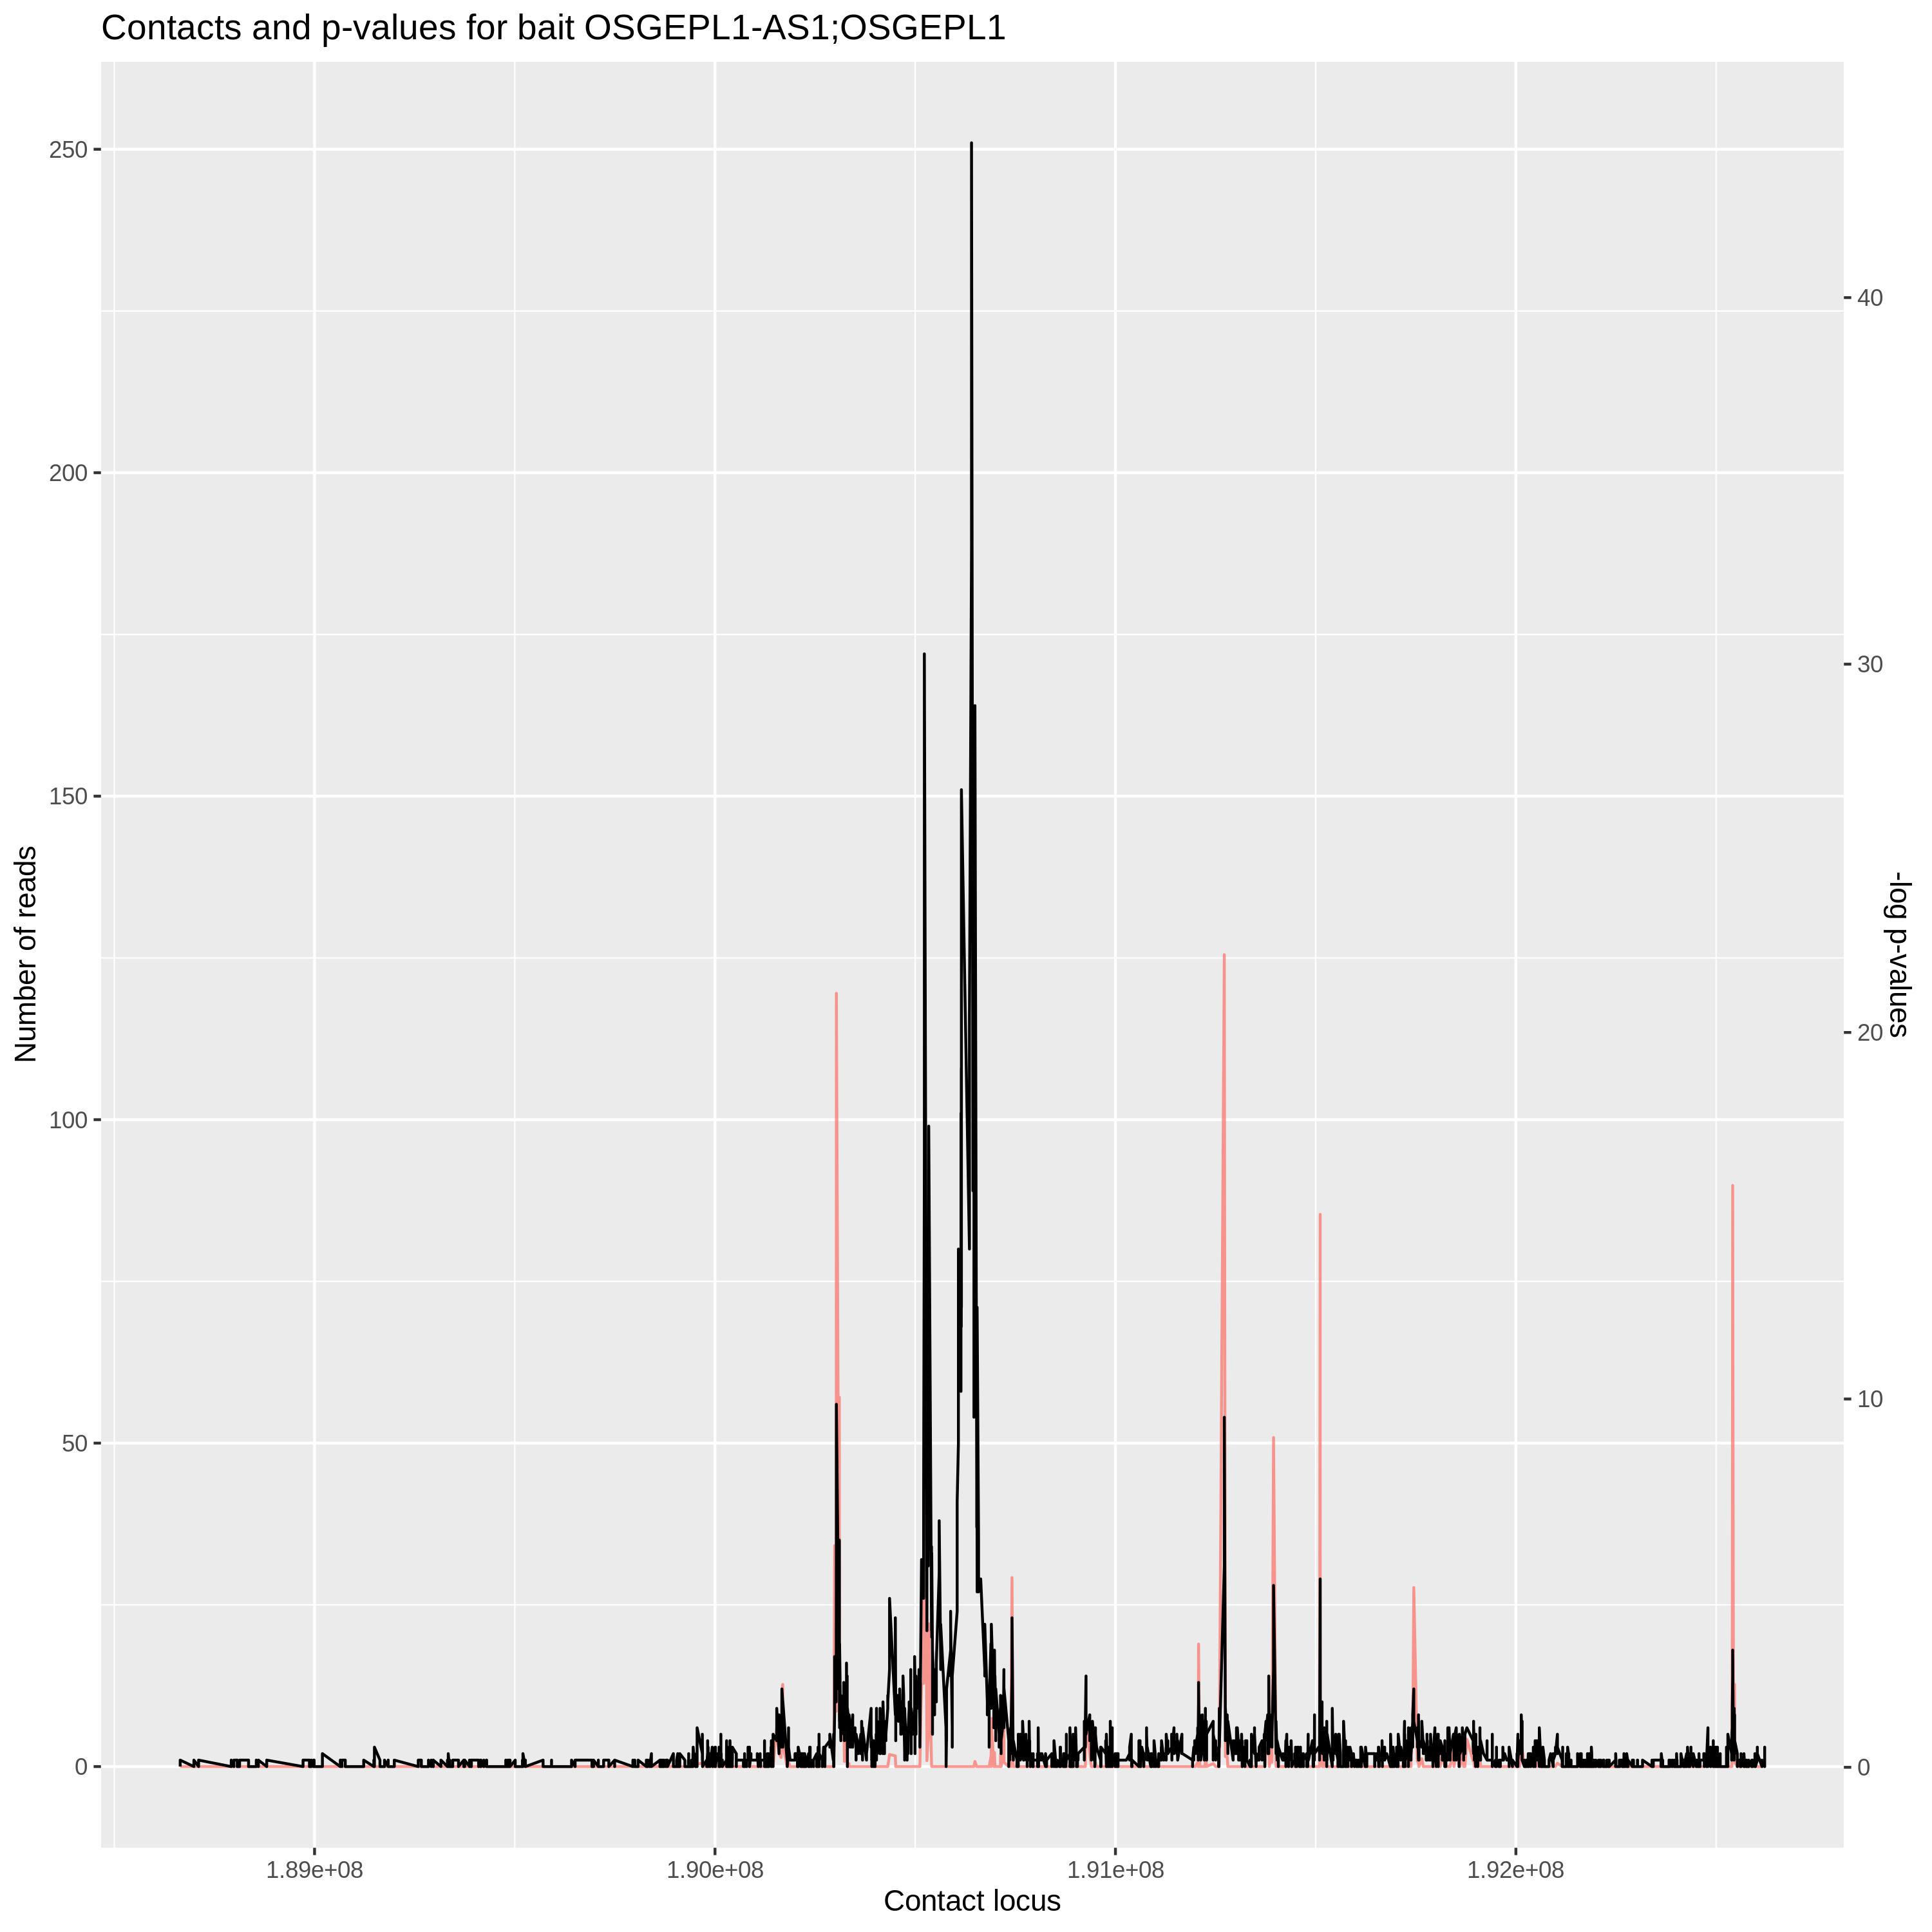 Contacts and p-values for bait OSGEPL1-AS1;OSGEPL1
250
200
150
100
50
0
Number of reads
40
30
20
10
0
-log p-values
1.89e+08 1.90e+08 1.91e+08 1.92e+08
Contact locus